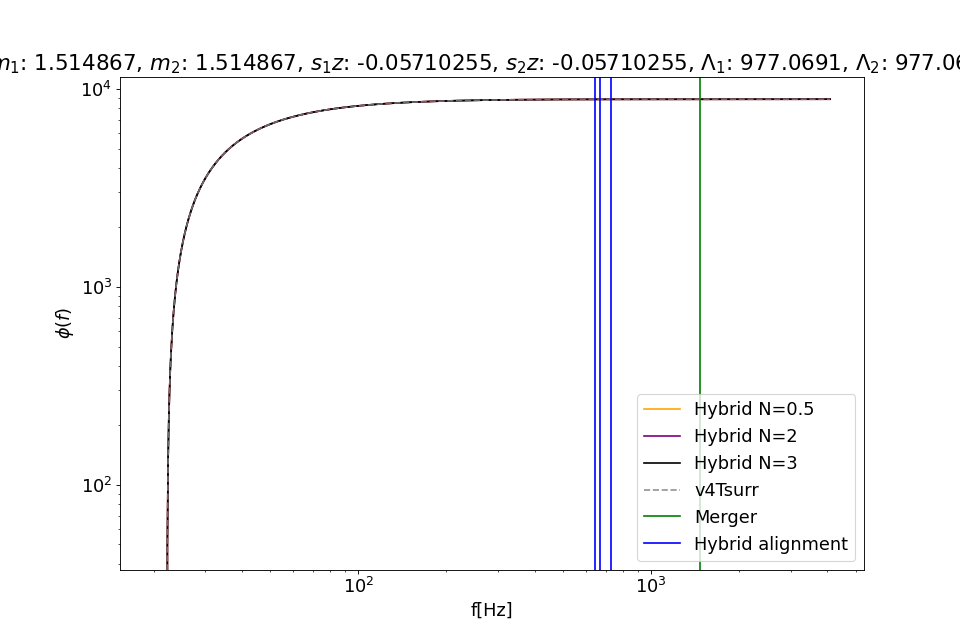 m₁: 1.514867, m₂: 1.514867, s₁z: -0.05710255, s₂z: -0.05710255, Λ₁: 977.0691, Λ₂: 977.06
10⁴
10³
10²
ϕ(f)
10²
10³
f[Hz]
Hybrid N=0.5
Hybrid N=2
Hybrid N=3
v4Tsurr
Merger
Hybrid alignment